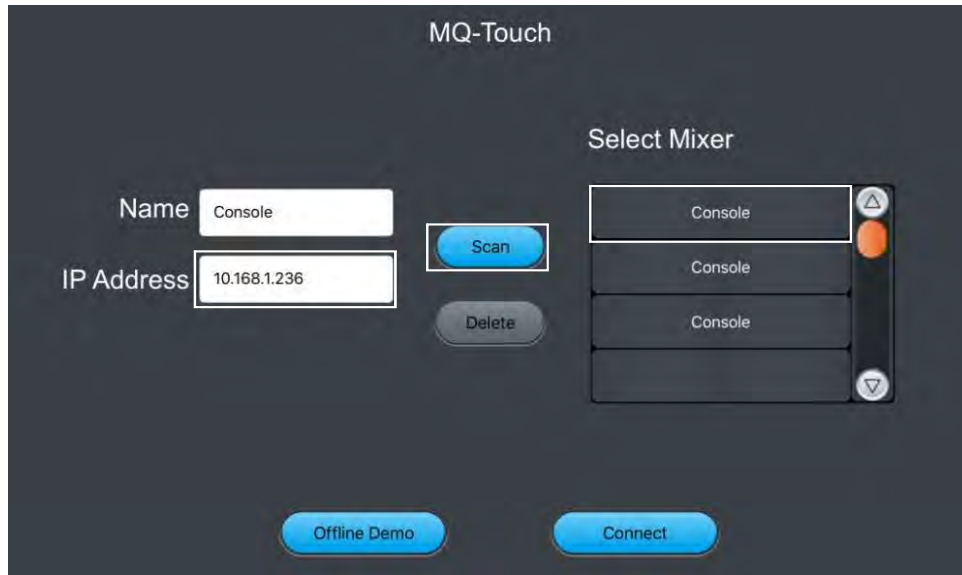 MQ-Touch
Select Mixer
Name
Console
IP Address
10.168.1.236
Scan
Delete
Console
Console
Console
Offline Demo
Connect